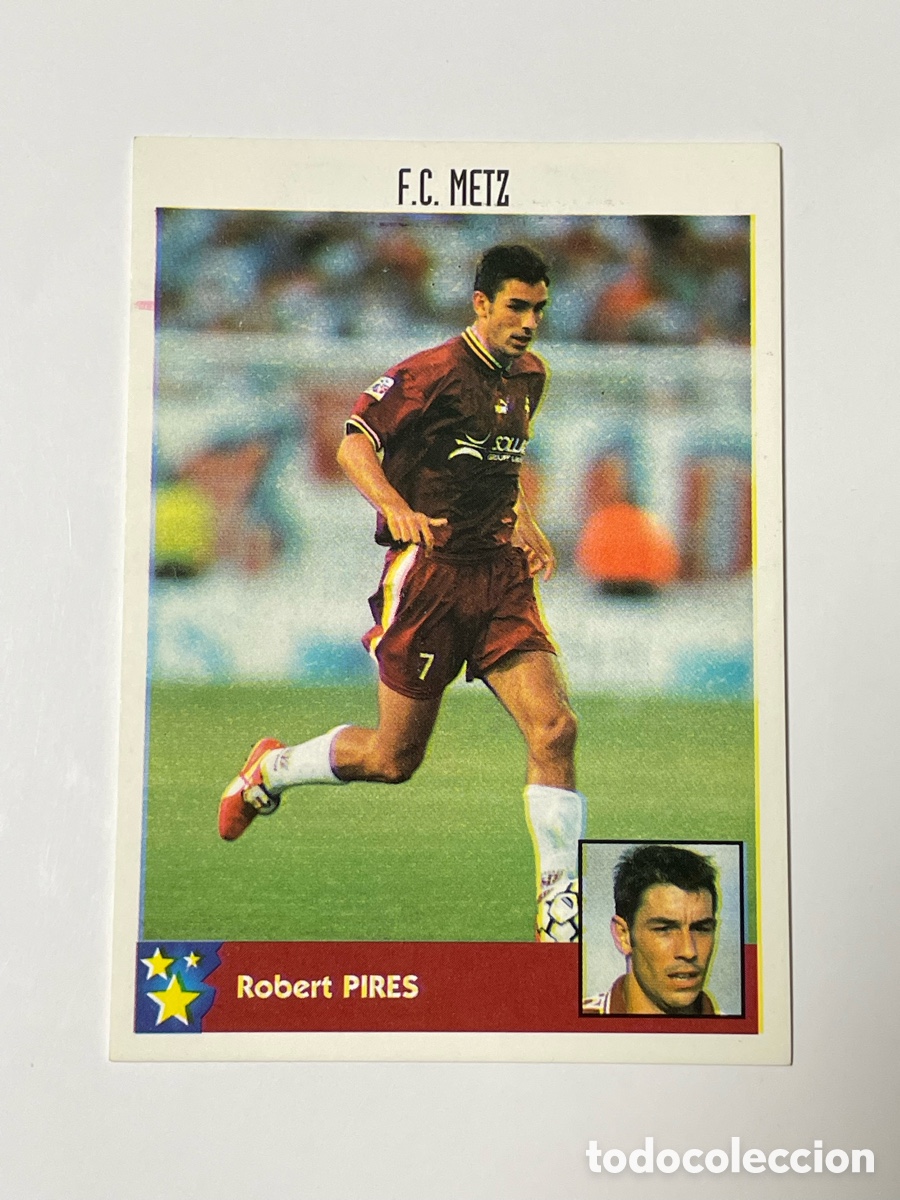 F.C. METZ
7
Robert PIRES
todocoleccion